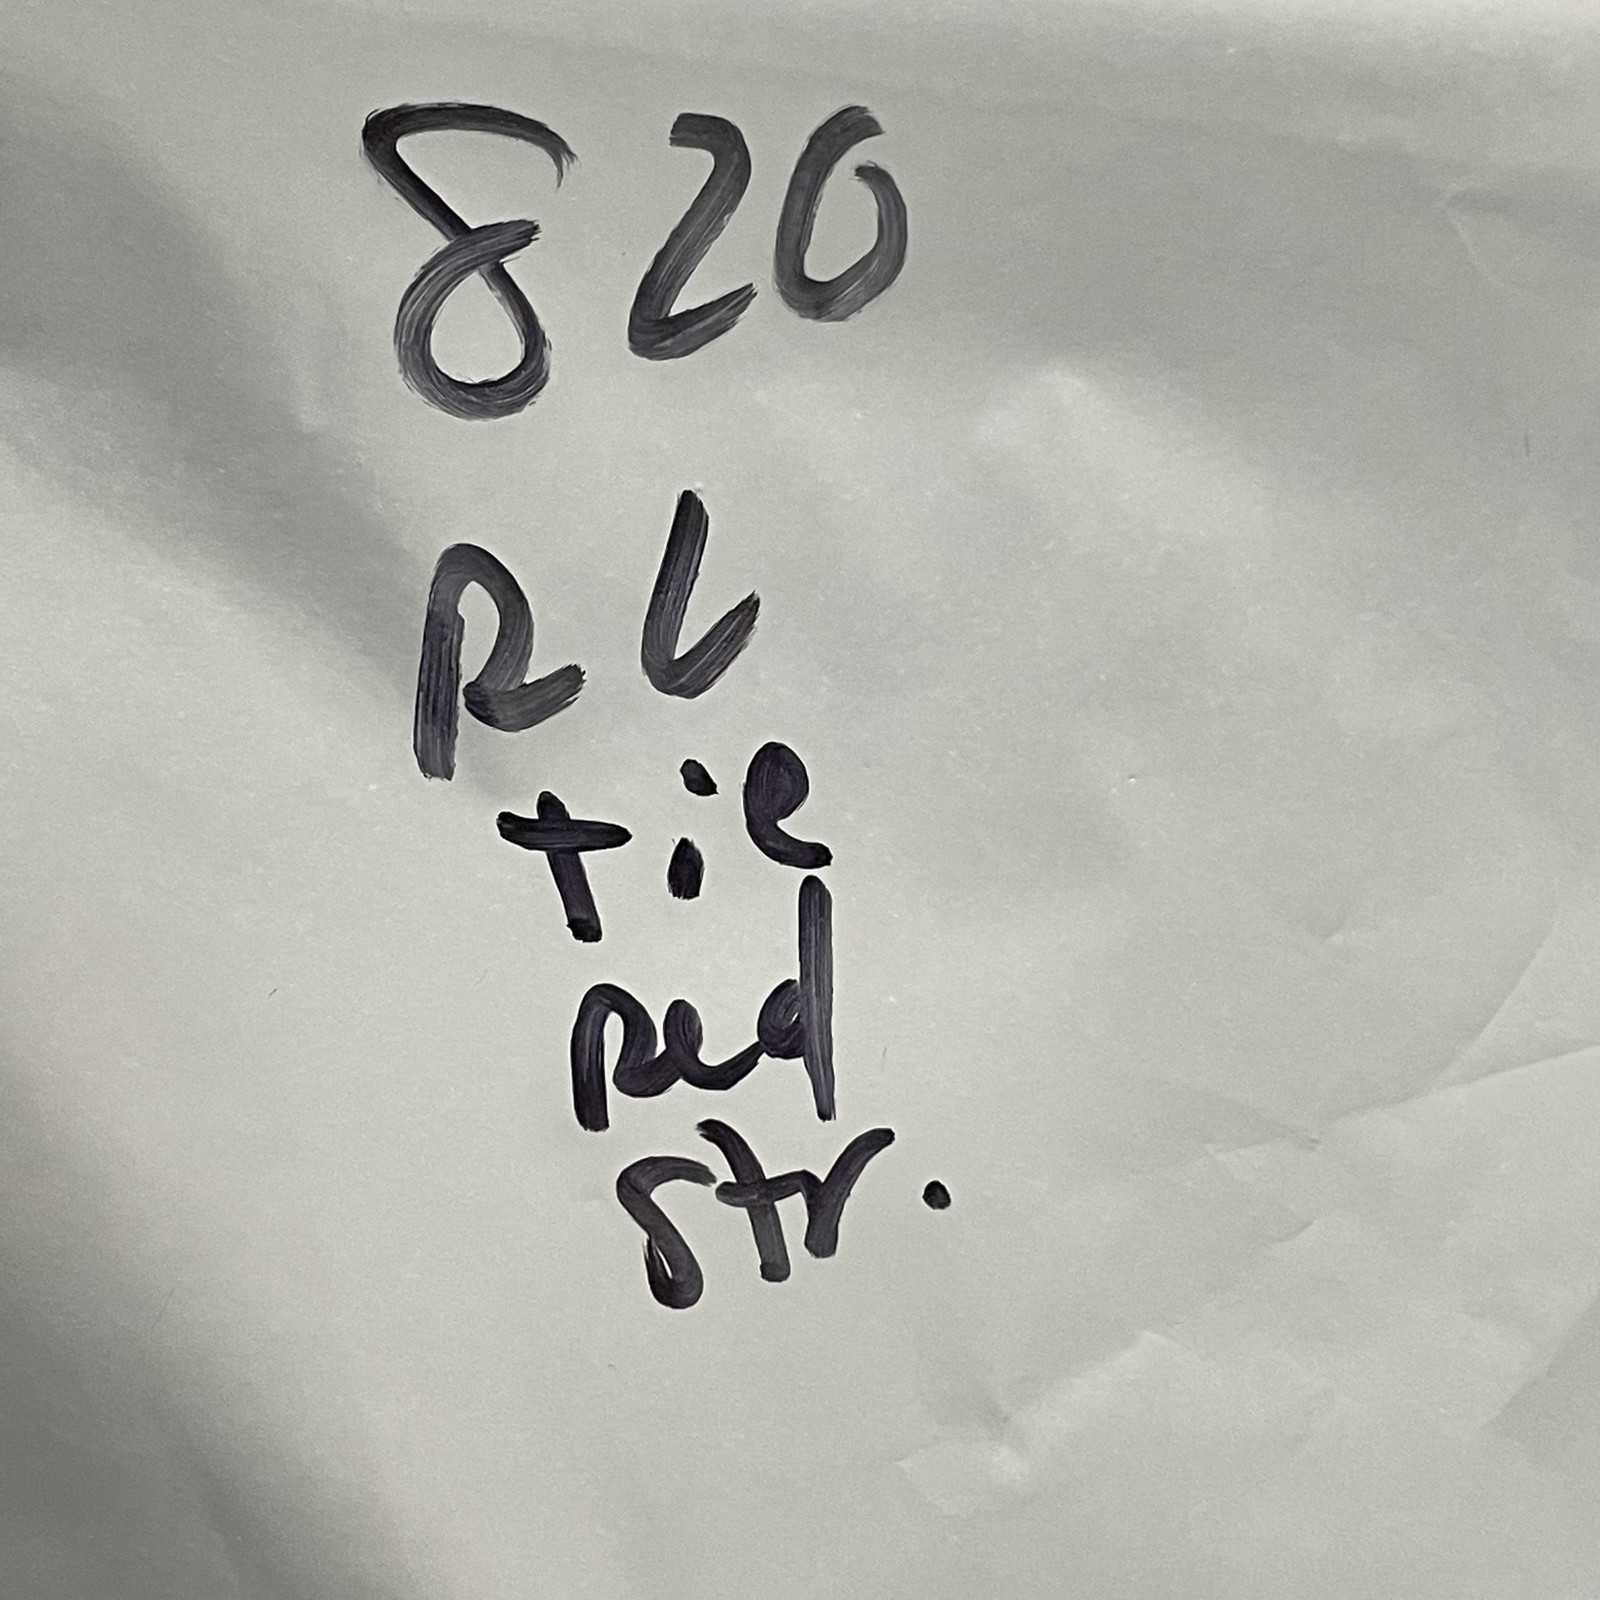 820
RL
tie
red
str.